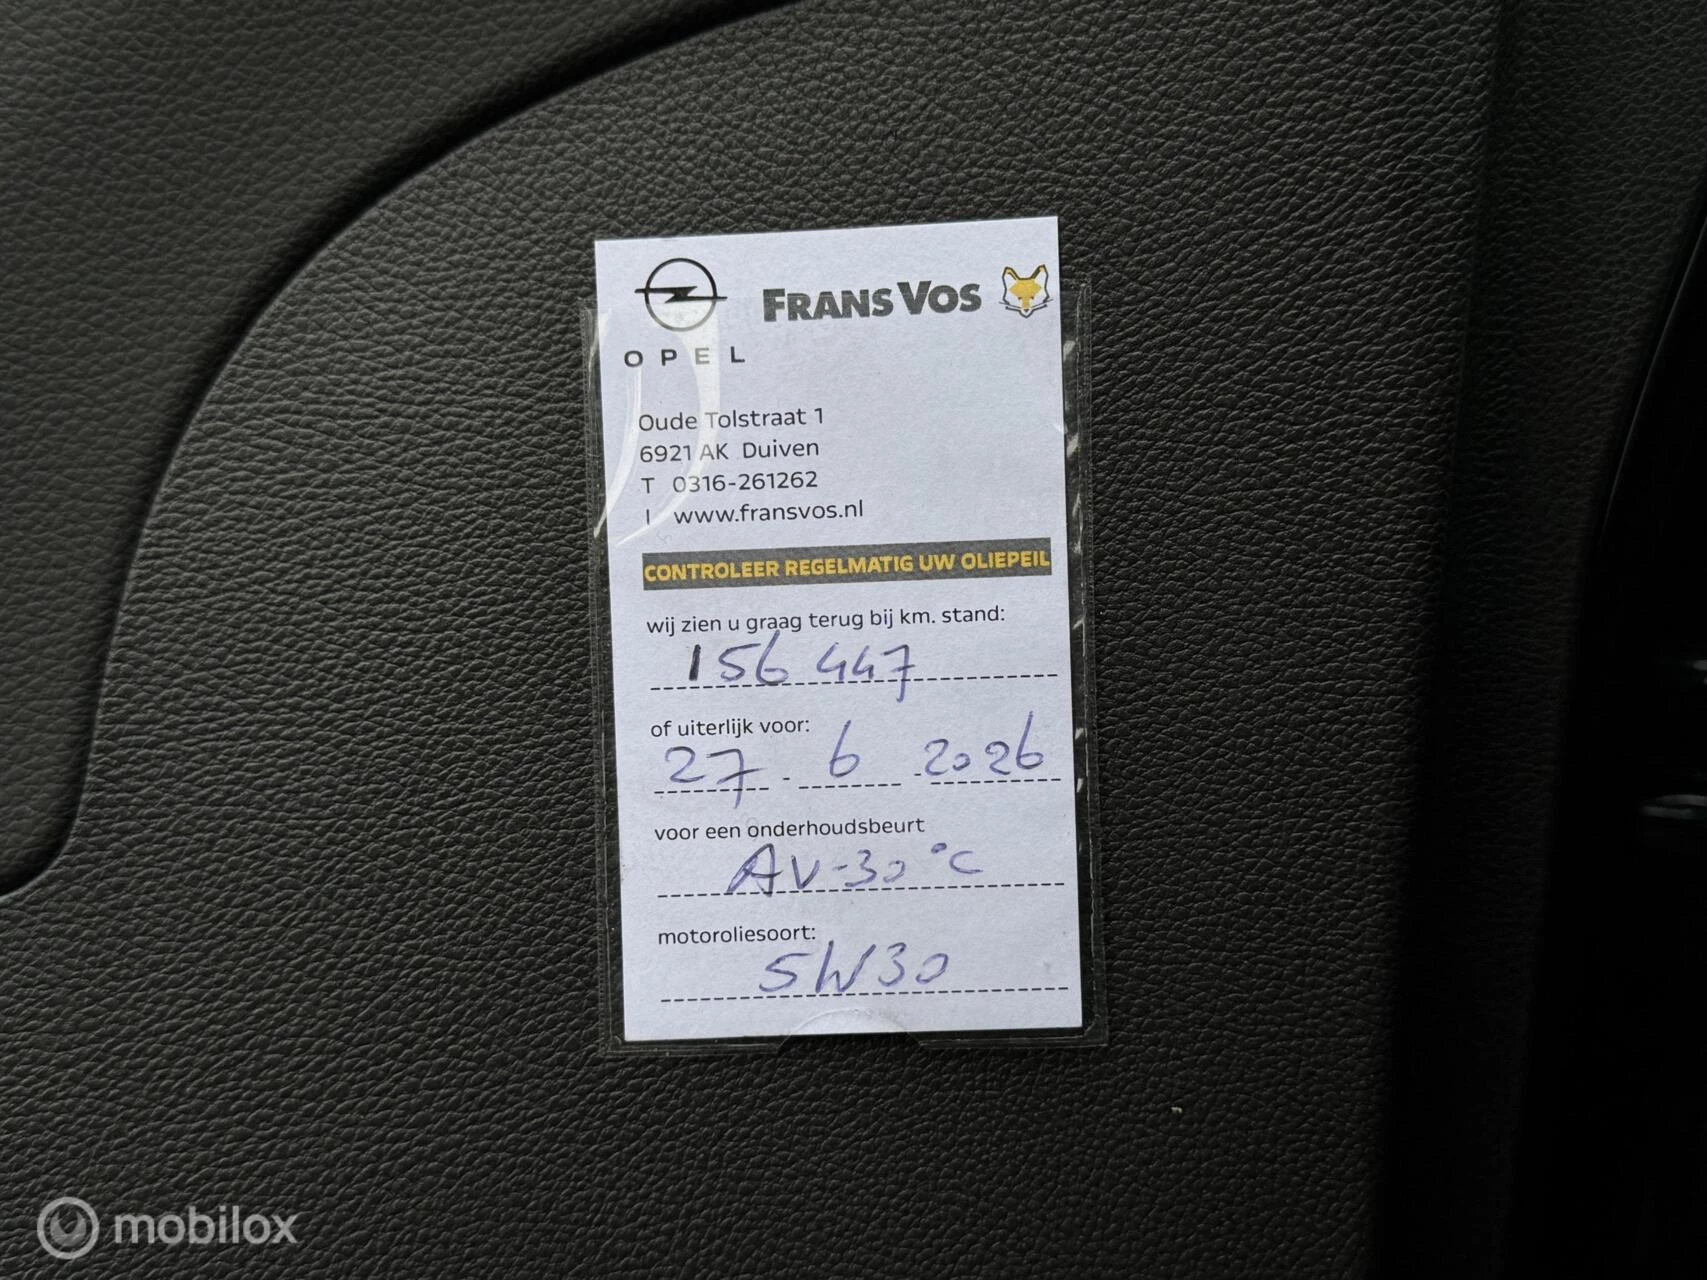 FRANS VOS
OPEL
Oude Tolstraat 1
6921 AK Duiven
T 0316-261262
I www.fransvos.nl
CONTROLEER REGELMATIG UW OLIEPEIL
wij zien u graag terug bij km. stand:
156 447
of uiterlijk voor:
27 - 6 - 2026
voor een onderhoudsbeurt
AV-30°C
motoroliesoort:
5W30
mobilox